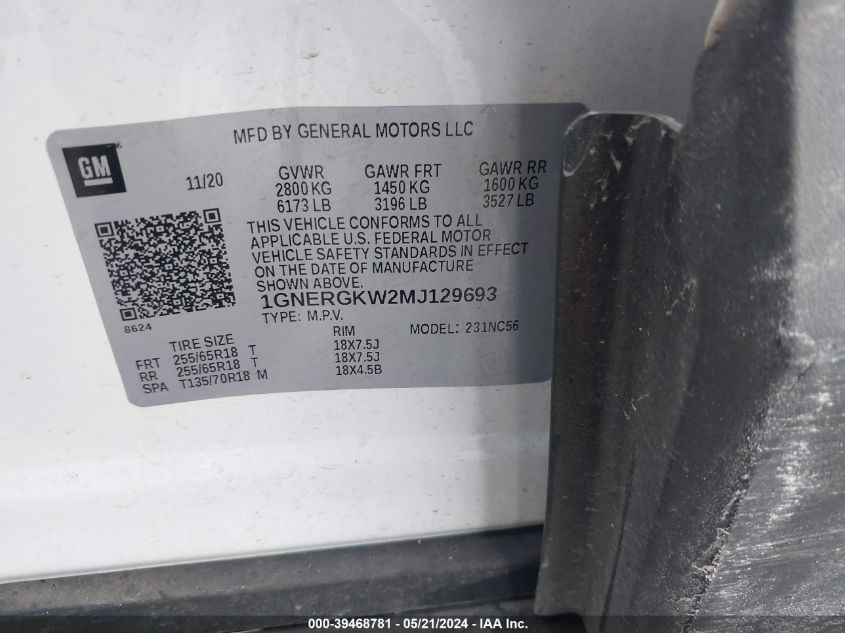 MFD BY GENERAL MOTORS LLC
GM
11/20
GVWR GAWR FRT GAWR RR
2800 KG 1450 KG 1600 KG
6173 LB 3196 LB 3527 LB
THIS VEHICLE CONFORMS TO ALL
APPLICABLE U.S. FEDERAL MOTOR
VEHICLE SAFETY STANDARDS IN EFFECT
ON THE DATE OF MANUFACTURE
SHOWN ABOVE.
1GNERGKW2MJ129693
8624
TYPE: M.P.V. MODEL: 231NC56
TIRE SIZE RIM
FRT 255/65R18 T 18X7.5J
RR 255/65R18 T 18X7.5J
SPA T135/70R18 M 18X4.5B
000-39468781 - 05/21/2024 - IAA Inc.